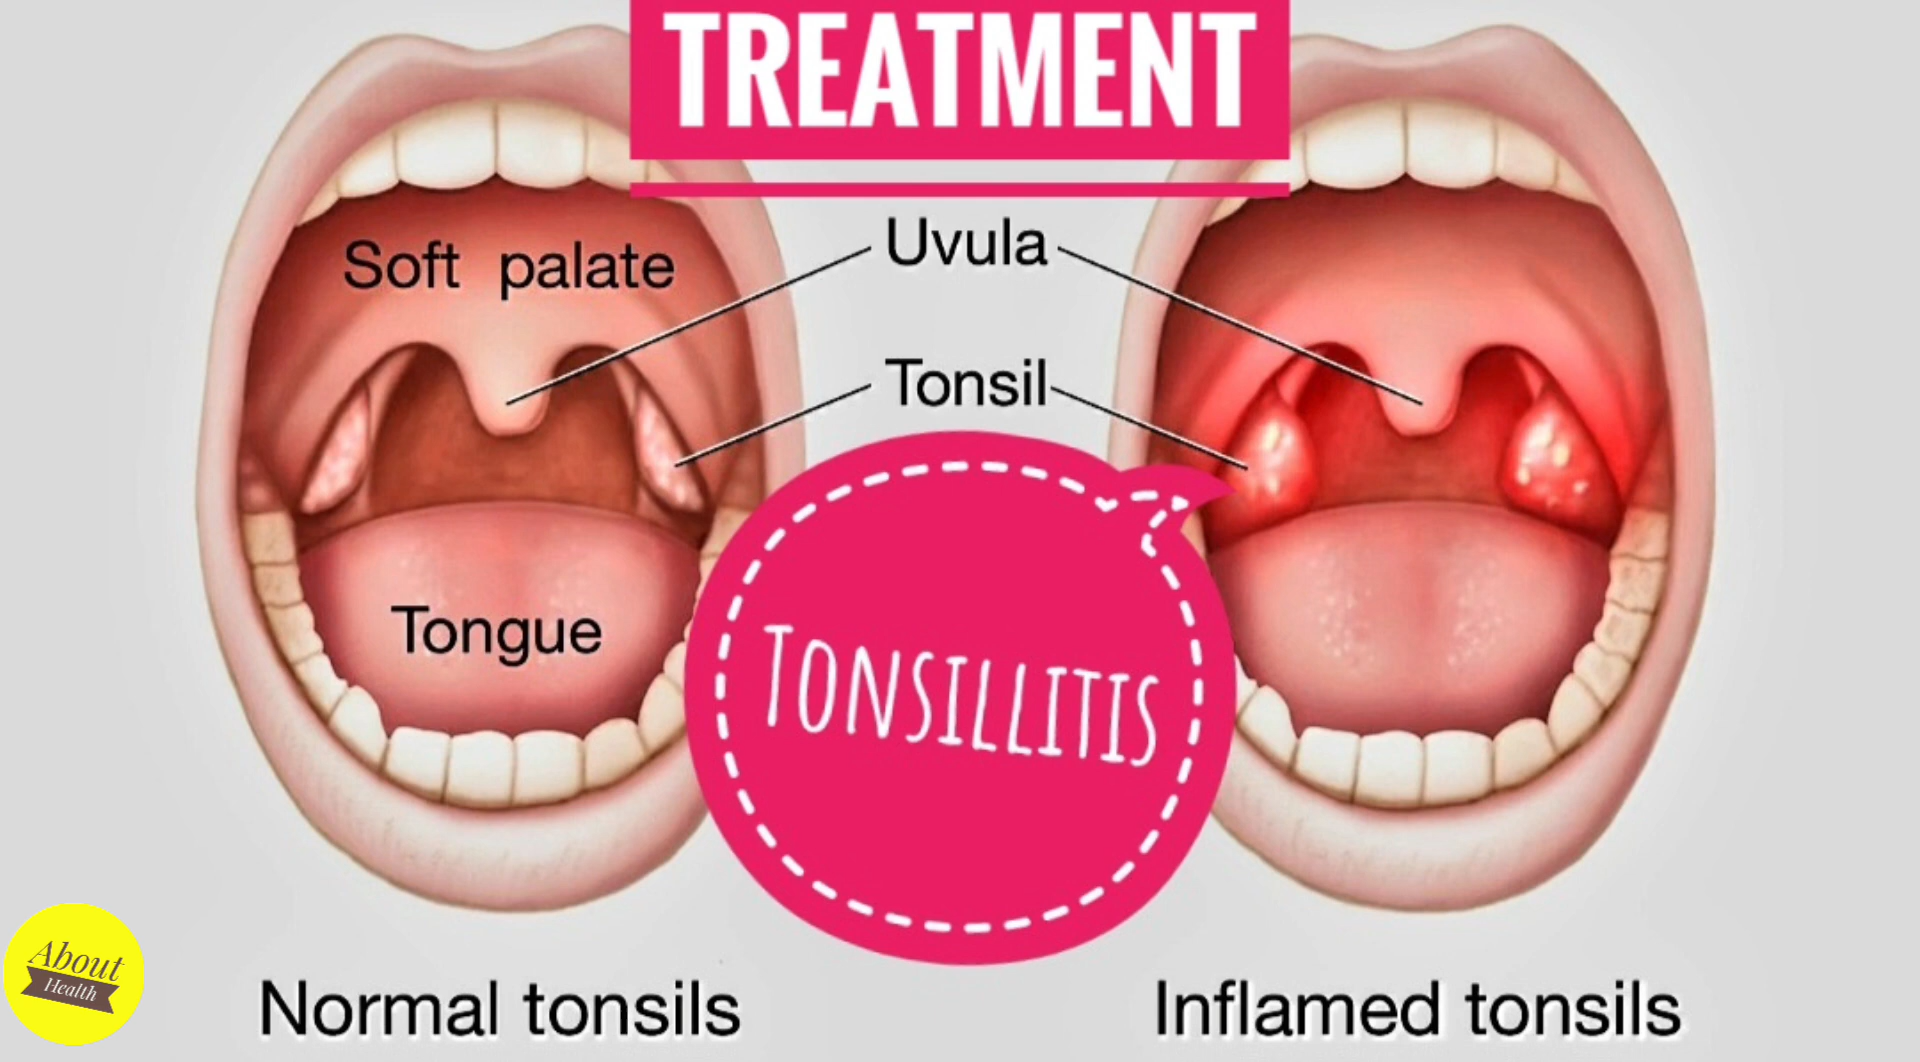 TREATMENT
Soft palate
Uvula
Tonsil
Tongue
TONSILLITIS
About
Health
Normal tonsils
Inflamed tonsils